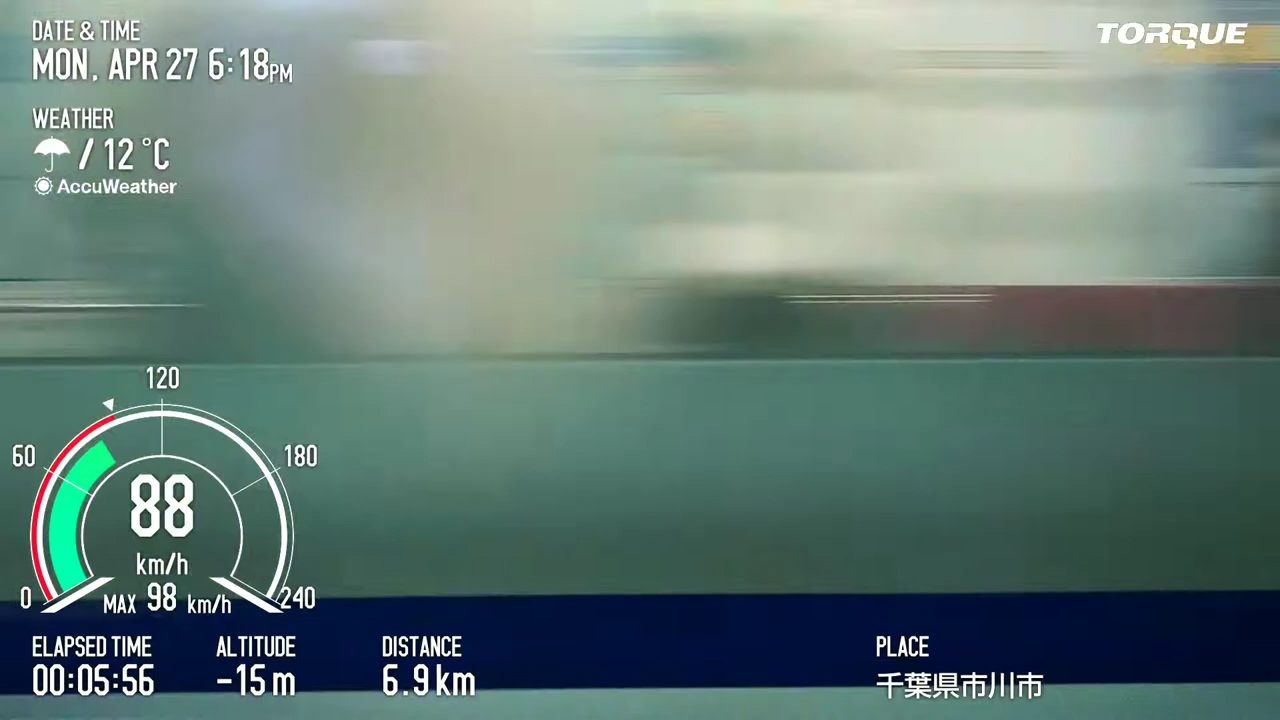 DATE & TIME
MON, APR 27 6:18PM
TORQUE
WEATHER
/ 12 °C
AccuWeather
120
60
180
88
km/h
0
MAX 98 km/h
240
ELAPSED TIME
00:05:56
ALTITUDE
-15 m
DISTANCE
6.9 km
PLACE
千葉県市川市